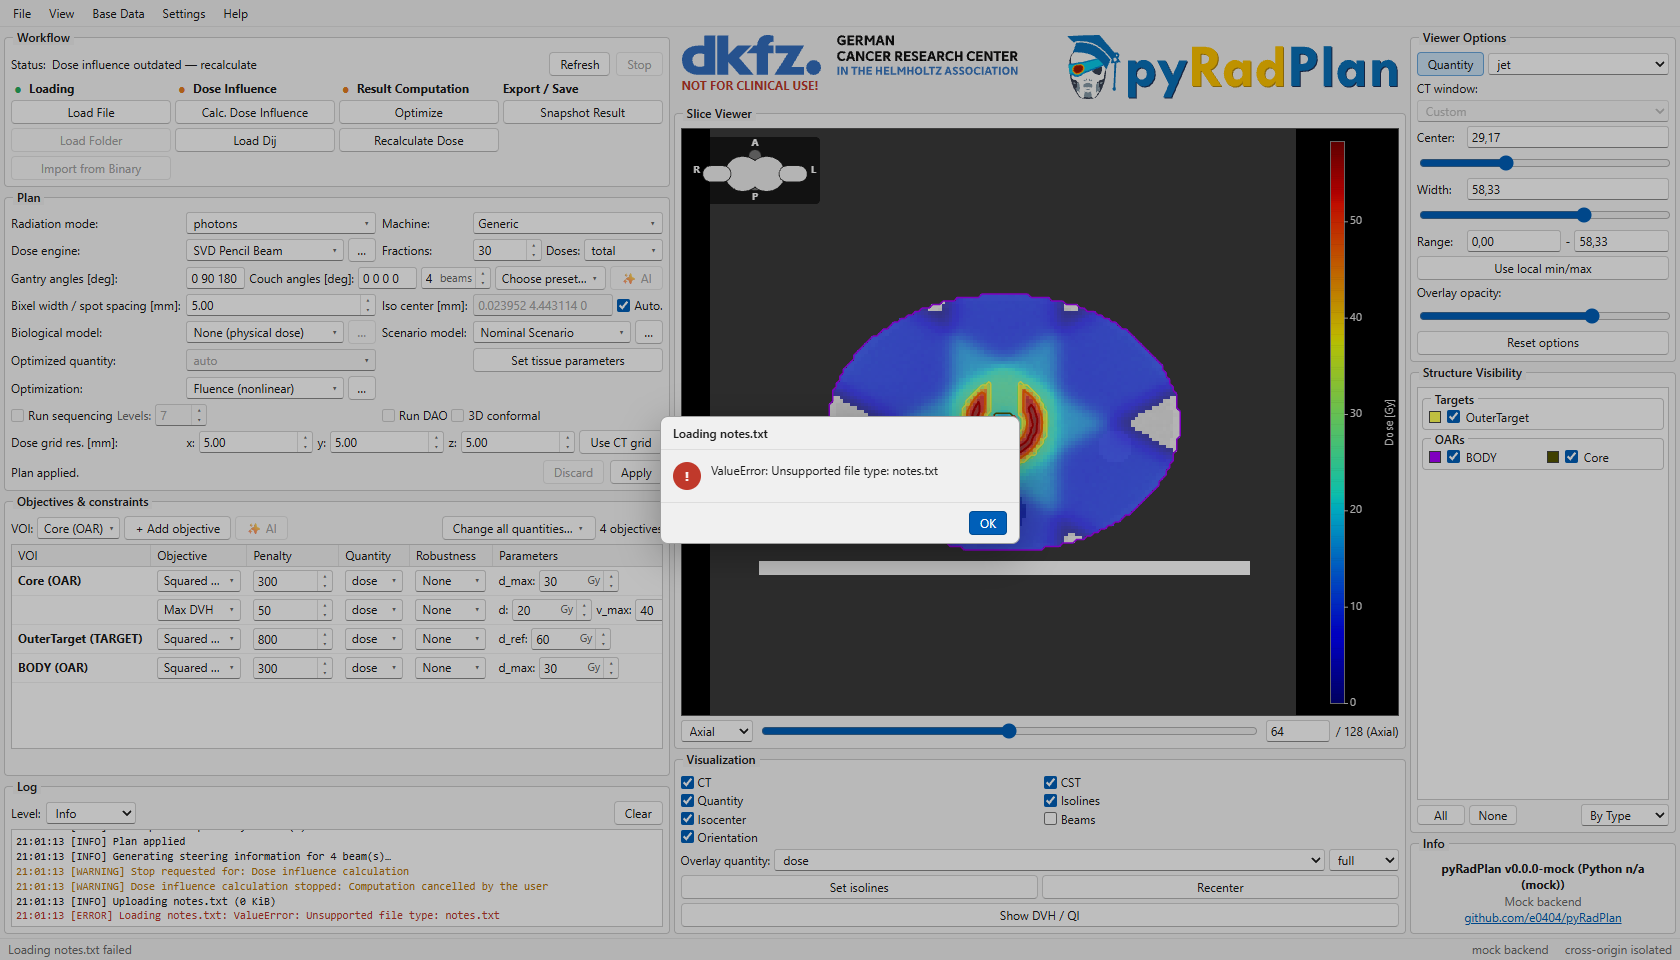 File View Base Data Settings Help
Workflow
Status: Dose influence outdated — recalculate
Refresh
Stop
Loading
Dose Influence
Result Computation
Export / Save
Load File
Calc. Dose Influence
Optimize
Snapshot Result
Load Folder
Load Dij
Recalculate Dose
Import from Binary
Plan
Radiation mode: photons Machine: Generic
Dose engine: SVD Pencil Beam ... Fractions: 30 Doses: total
Gantry angles [deg]: 0 90 180 Couch angles [deg]: 0 0 0 0 4 beams Choose preset... AI
Bixel width / spot spacing [mm]: 5.00 Iso center [mm]: 0.023952 4.443114 0 Auto.
Biological model: None (physical dose) ... Scenario model: Nominal Scenario ...
Optimized quantity: auto Set tissue parameters
Optimization: Fluence (nonlinear) ...
Run sequencing Levels: 7 Run DAO 3D conformal
Dose grid res. [mm]: x: 5.00 y: 5.00 z: 5.00 Use CT grid
Plan applied. Discard Apply
Objectives & constraints
VOI: Core (OAR) + Add objective AI Change all quantities... 4 objectives
VOI Objective Penalty Quantity Robustness Parameters
Core (OAR) Squared ... 300 dose None d_max: 30 Gy
Max DVH 50 dose None d: 20 Gy v_max: 40
OuterTarget (TARGET) Squared ... 800 dose None d_ref: 60 Gy
BODY (OAR) Squared ... 300 dose None d_max: 30 Gy
Log
Level: Info Clear
21:01:13 [INFO] Plan applied
21:01:13 [INFO] Generating steering information for 4 beam(s)…
21:01:13 [WARNING] Stop requested for: Dose influence calculation
21:01:13 [WARNING] Dose influence calculation stopped: Computation cancelled by the user
21:01:13 [INFO] Uploading notes.txt (0 KiB)
21:01:13 [ERROR] Loading notes.txt: ValueError: Unsupported file type: notes.txt
Loading notes.txt failed
dkfz.
GERMAN
CANCER RESEARCH CENTER
IN THE HELMHOLTZ ASSOCIATION
NOT FOR CLINICAL USE!
pyRadPlan
Slice Viewer
A
R L
P
50
40
30
20
10
0
Dose [Gy]
Loading notes.txt
ValueError: Unsupported file type: notes.txt
OK
Axial 64 / 128 (Axial)
Visualization
CT CST
Quantity Isolines
Isocenter Beams
Orientation
Overlay quantity: dose full
Set isolines Recenter
Show DVH / QI
Viewer Options
Quantity jet
CT window:
Custom
Center: 29,17
Width: 58,33
Range: 0,00 - 58,33
Use local min/max
Overlay opacity:
Reset options
Structure Visibility
Targets
OuterTarget
OARs
BODY Core
All None By Type
Info
pyRadPlan v0.0.0-mock (Python n/a
(mock))
Mock backend
github.com/e0404/pyRadPlan
mock backend cross-origin isolated